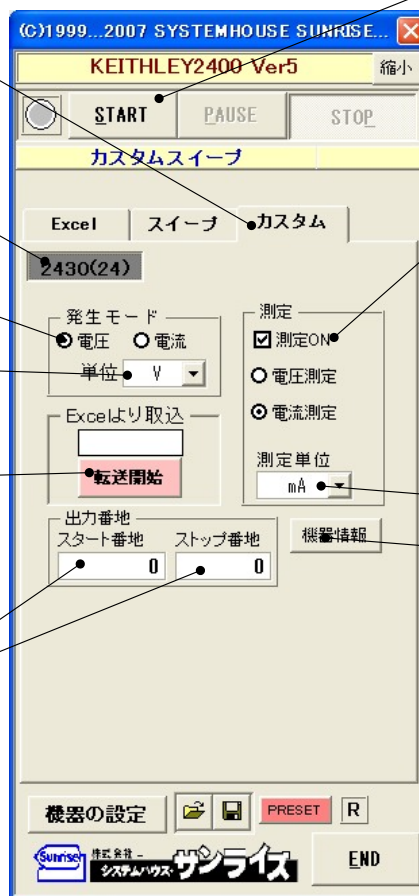 (C)1999...2007 SYSTEMHOUSE SUNRISE...
KEITHLEY2400 Ver5 縮小
START PAUSE STOP
カスタムスイープ
Excel スイープ カスタム
2430(24)
発生モード
電圧 電流
単位 V
測定
測定ON
電圧測定
電流測定
測定単位
mA
Excelより取込
転送開始
出力番地
スタート番地 ストップ番地
0 0
機器情報
機器の設定 PRESET R
Sunrise 株式会社
システムハウス・サンライズ
END